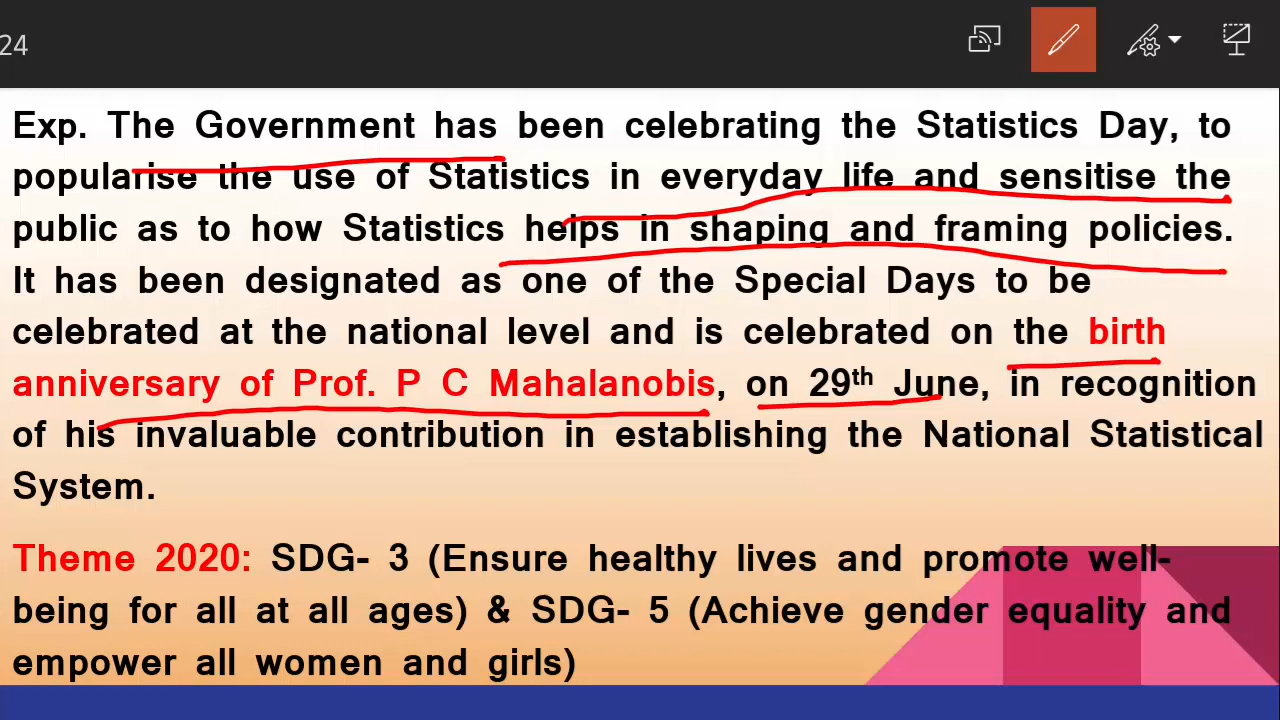 24
Exp. The Government has been celebrating the Statistics Day, to
popularise the use of Statistics in everyday life and sensitise the
public as to how Statistics helps in shaping and framing policies.
It has been designated as one of the Special Days to be
celebrated at the national level and is celebrated on the birth
anniversary of Prof. P C Mahalanobis, on 29th June, in recognition
of his invaluable contribution in establishing the National Statistical
System.
Theme 2020: SDG- 3 (Ensure healthy lives and promote well-
being for all at all ages) & SDG- 5 (Achieve gender equality and
empower all women and girls)